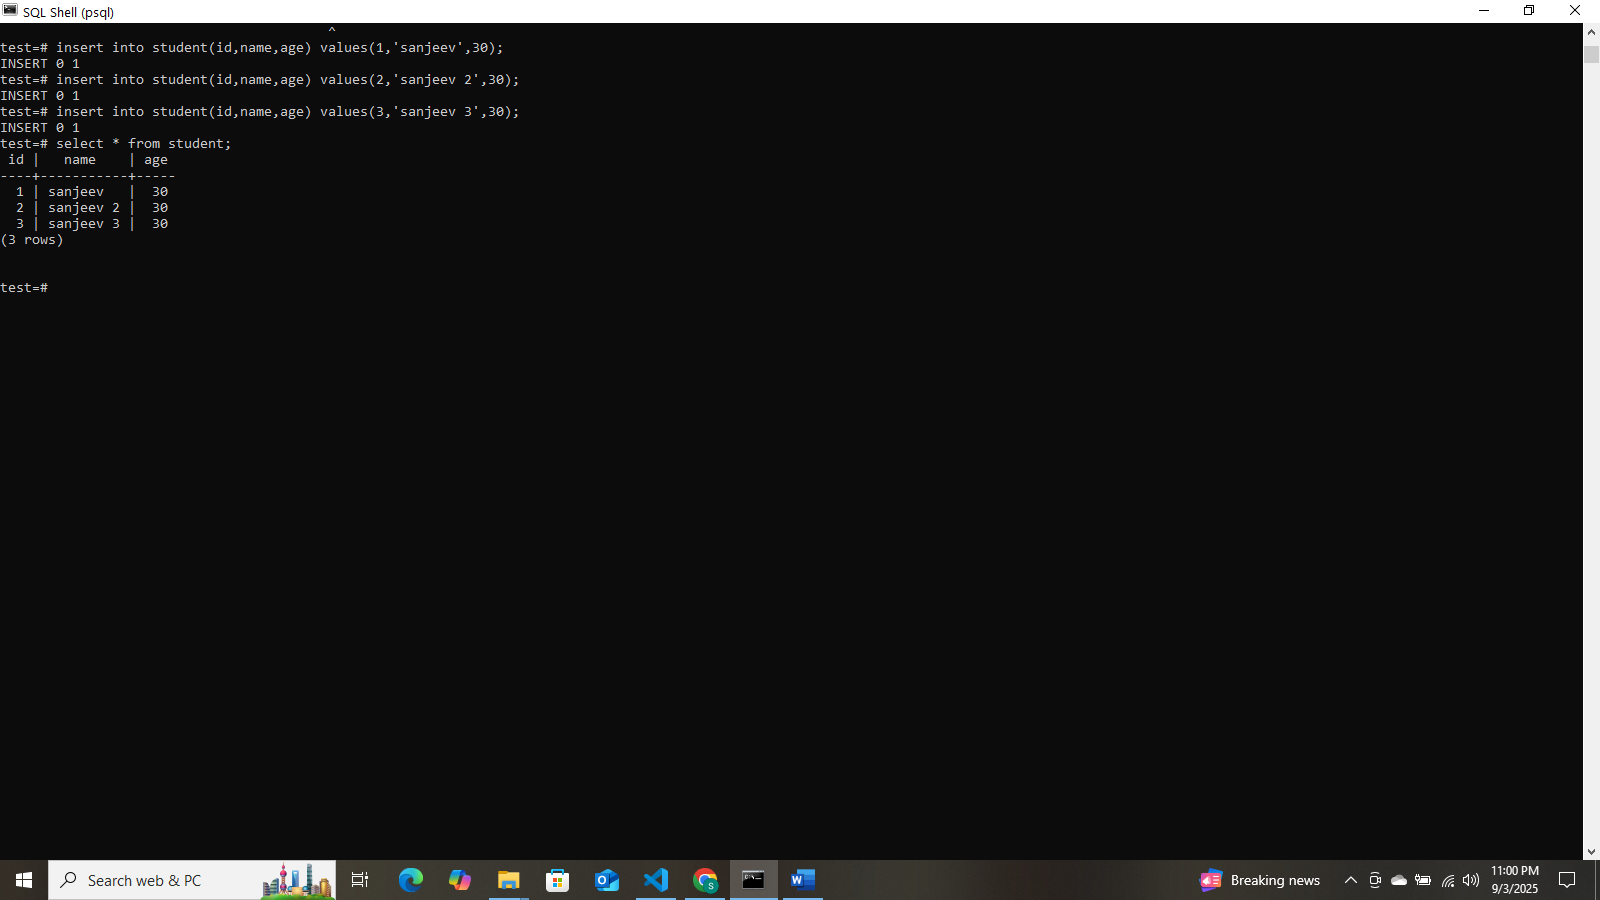 SQL Shell (psql)
^
test=# insert into student(id,name,age) values(1,'sanjeev',30);
INSERT 0 1
test=# insert into student(id,name,age) values(2,'sanjeev 2',30);
INSERT 0 1
test=# insert into student(id,name,age) values(3,'sanjeev 3',30);
INSERT 0 1
test=# select * from student;
 id |   name    | age
----+-----------+-----
  1 | sanjeev   |  30
  2 | sanjeev 2 |  30
  3 | sanjeev 3 |  30
(3 rows)
test=#
Search web & PC
S
W
Breaking news
11:00 PM
9/3/2025